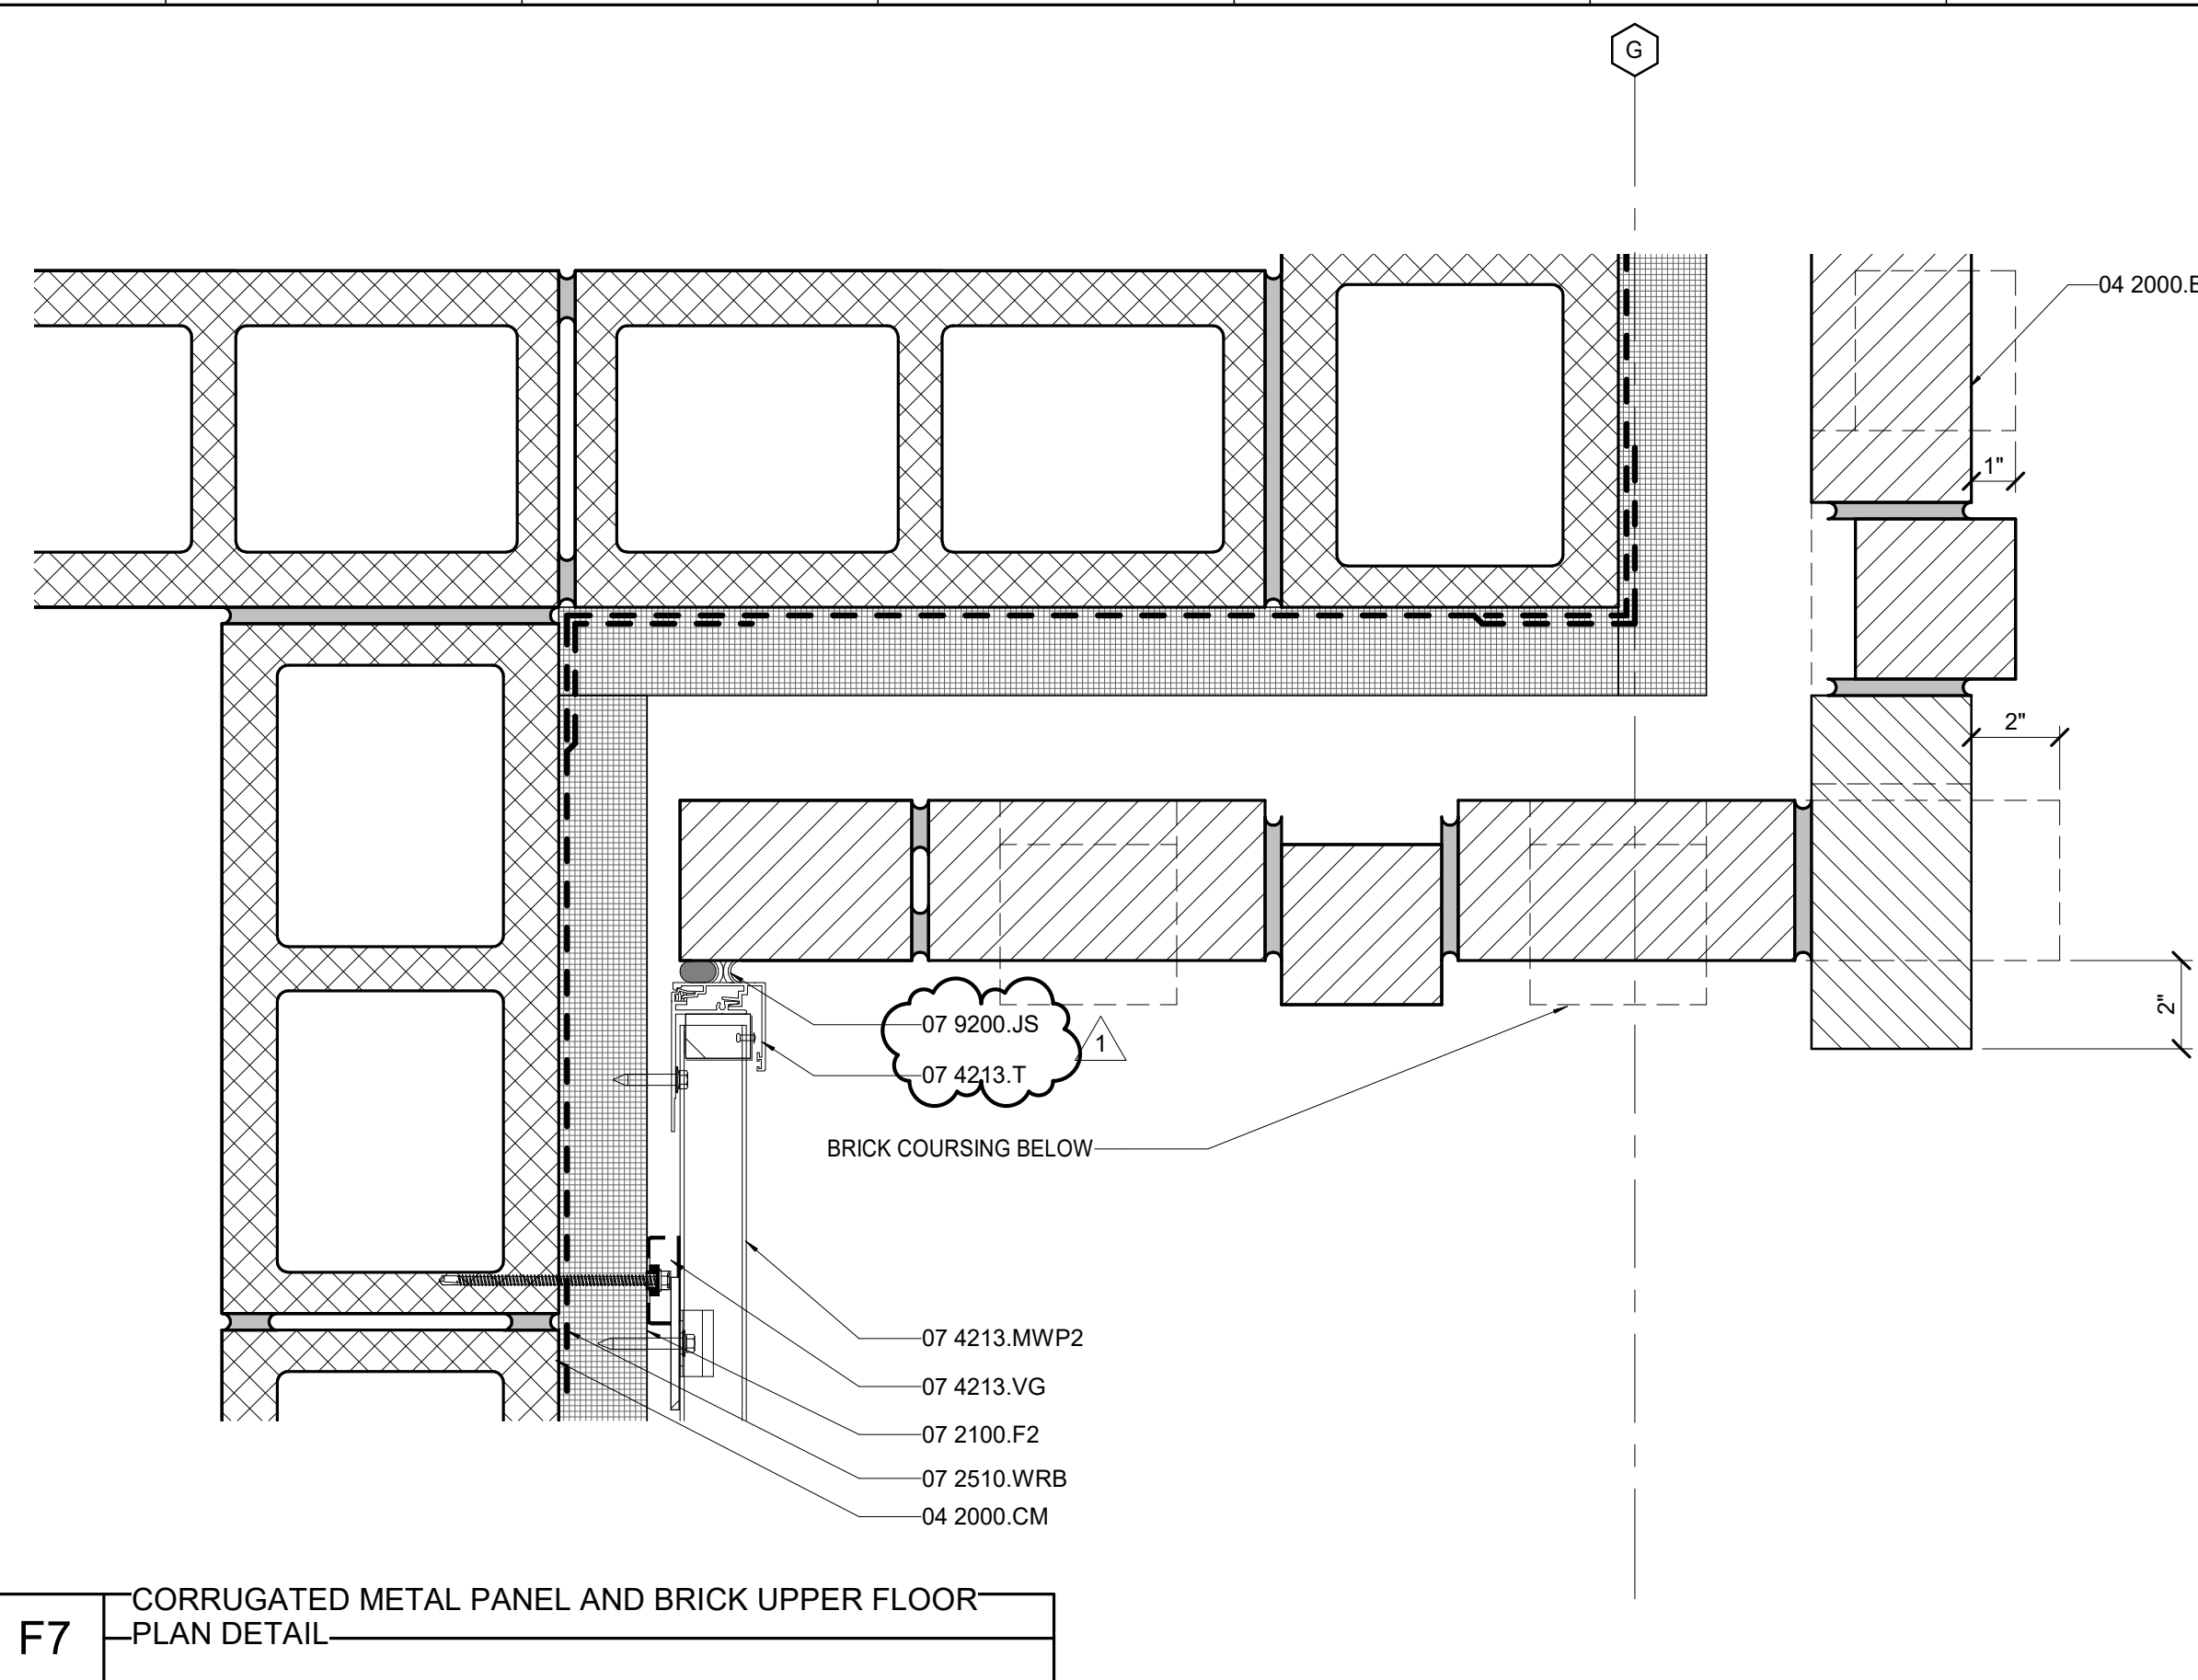 G
04 2000.B
1"
2"
2"
07 9200.JS
1
07 4213.T
BRICK COURSING BELOW
07 4213.MWP2
07 4213.VG
07 2100.F2
07 2510.WRB
04 2000.CM
F7
CORRUGATED METAL PANEL AND BRICK UPPER FLOOR
PLAN DETAIL